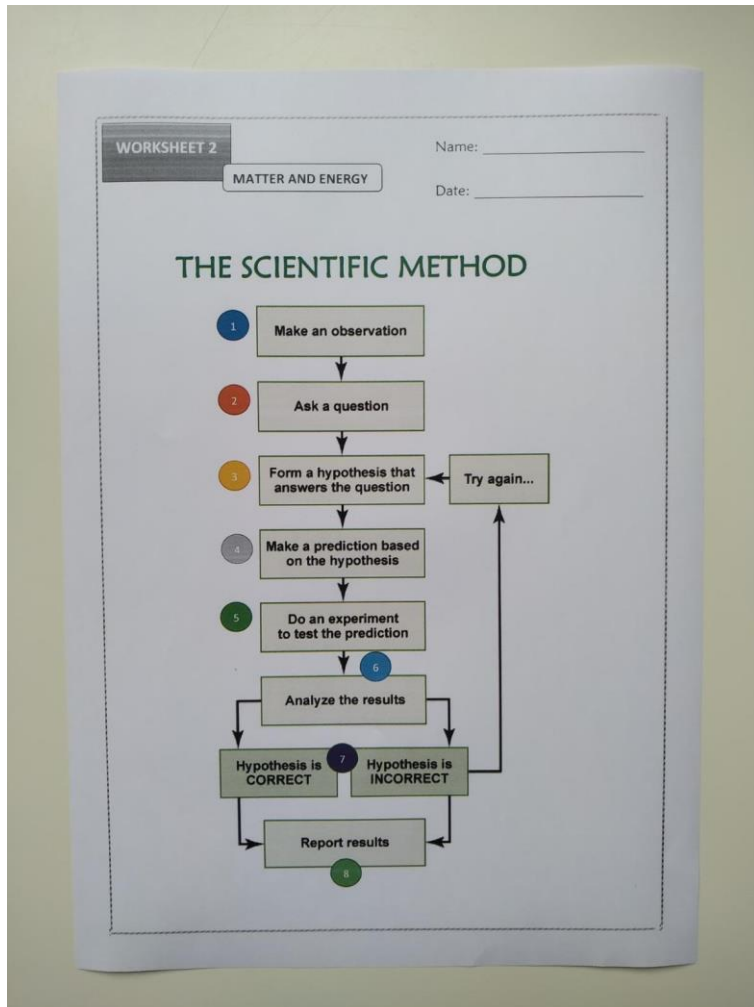 WORKSHEET 2
Name:
MATTER AND ENERGY
Date:
THE SCIENTIFIC METHOD
1
Make an observation
2
Ask a question
3
Form a hypothesis that
answers the question
Try again...
4
Make a prediction based
on the hypothesis
5
Do an experiment
to test the prediction
6
Analyze the results
Hypothesis is
CORRECT
7
Hypothesis is
INCORRECT
Report results
8